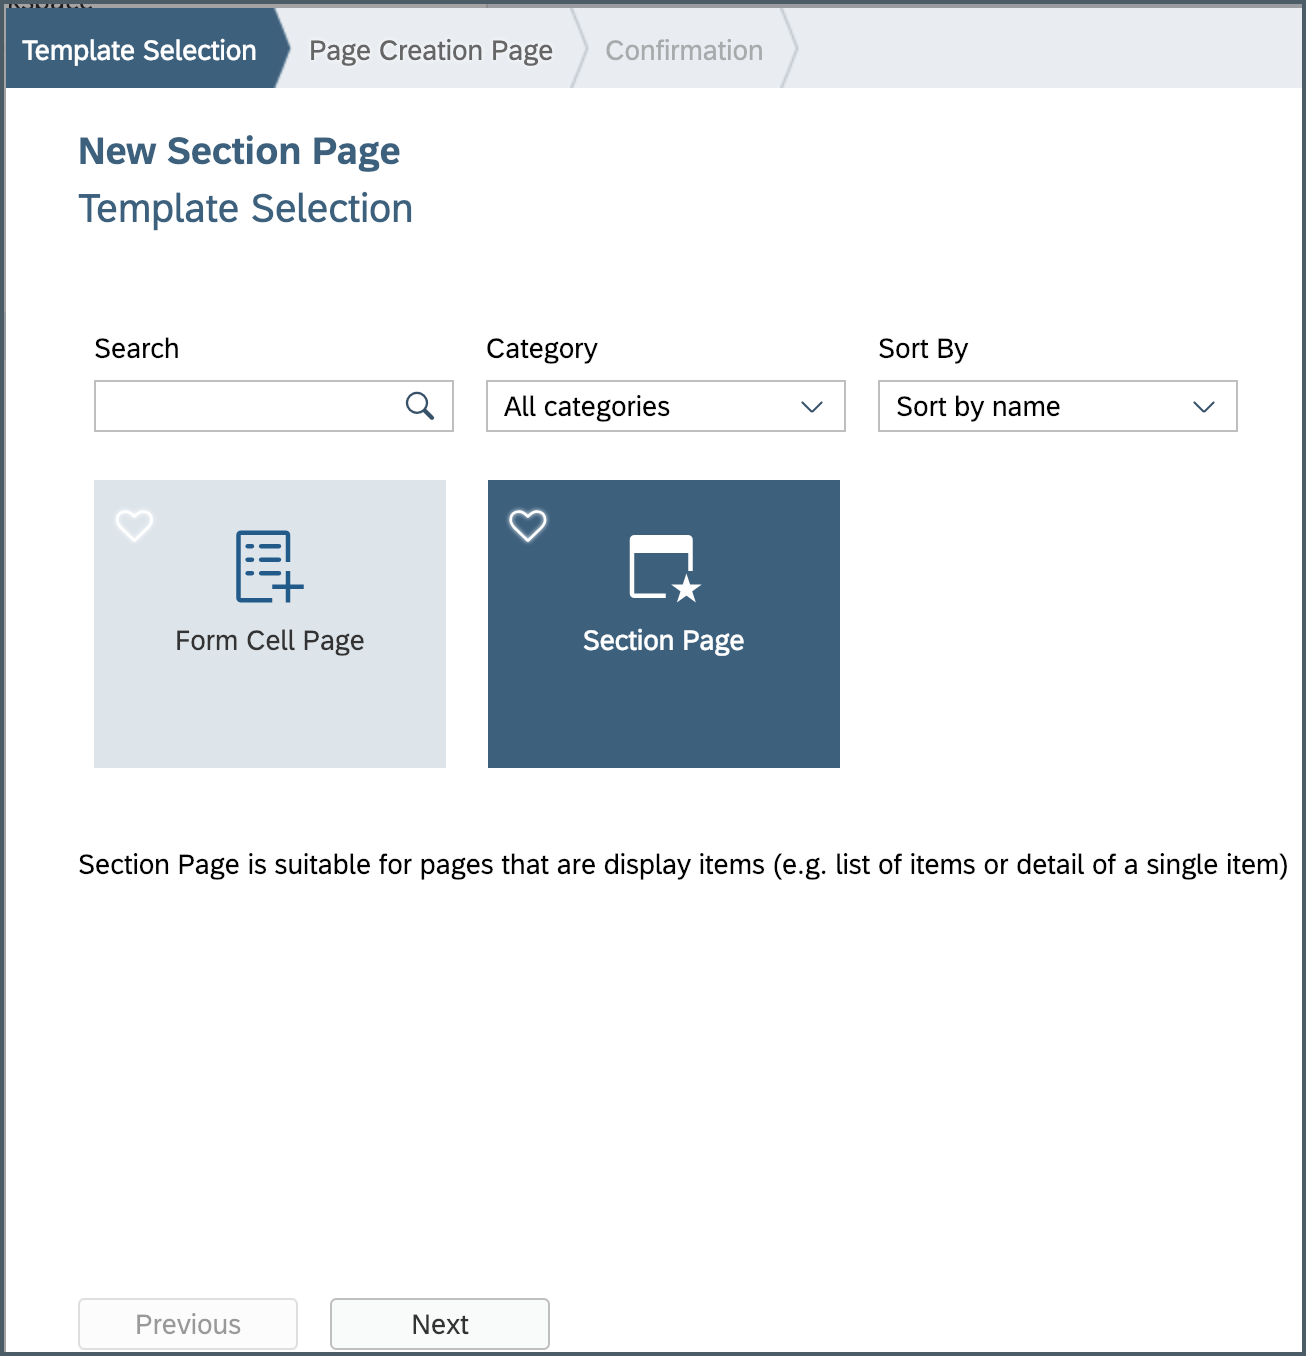 Template Selection
Page Creation Page
Confirmation
New Section Page
Template Selection
Search
Category
Sort By
All categories
Sort by name
Form Cell Page
Section Page
Section Page is suitable for pages that are display items (e.g. list of items or detail of a single item)
Previous
Next